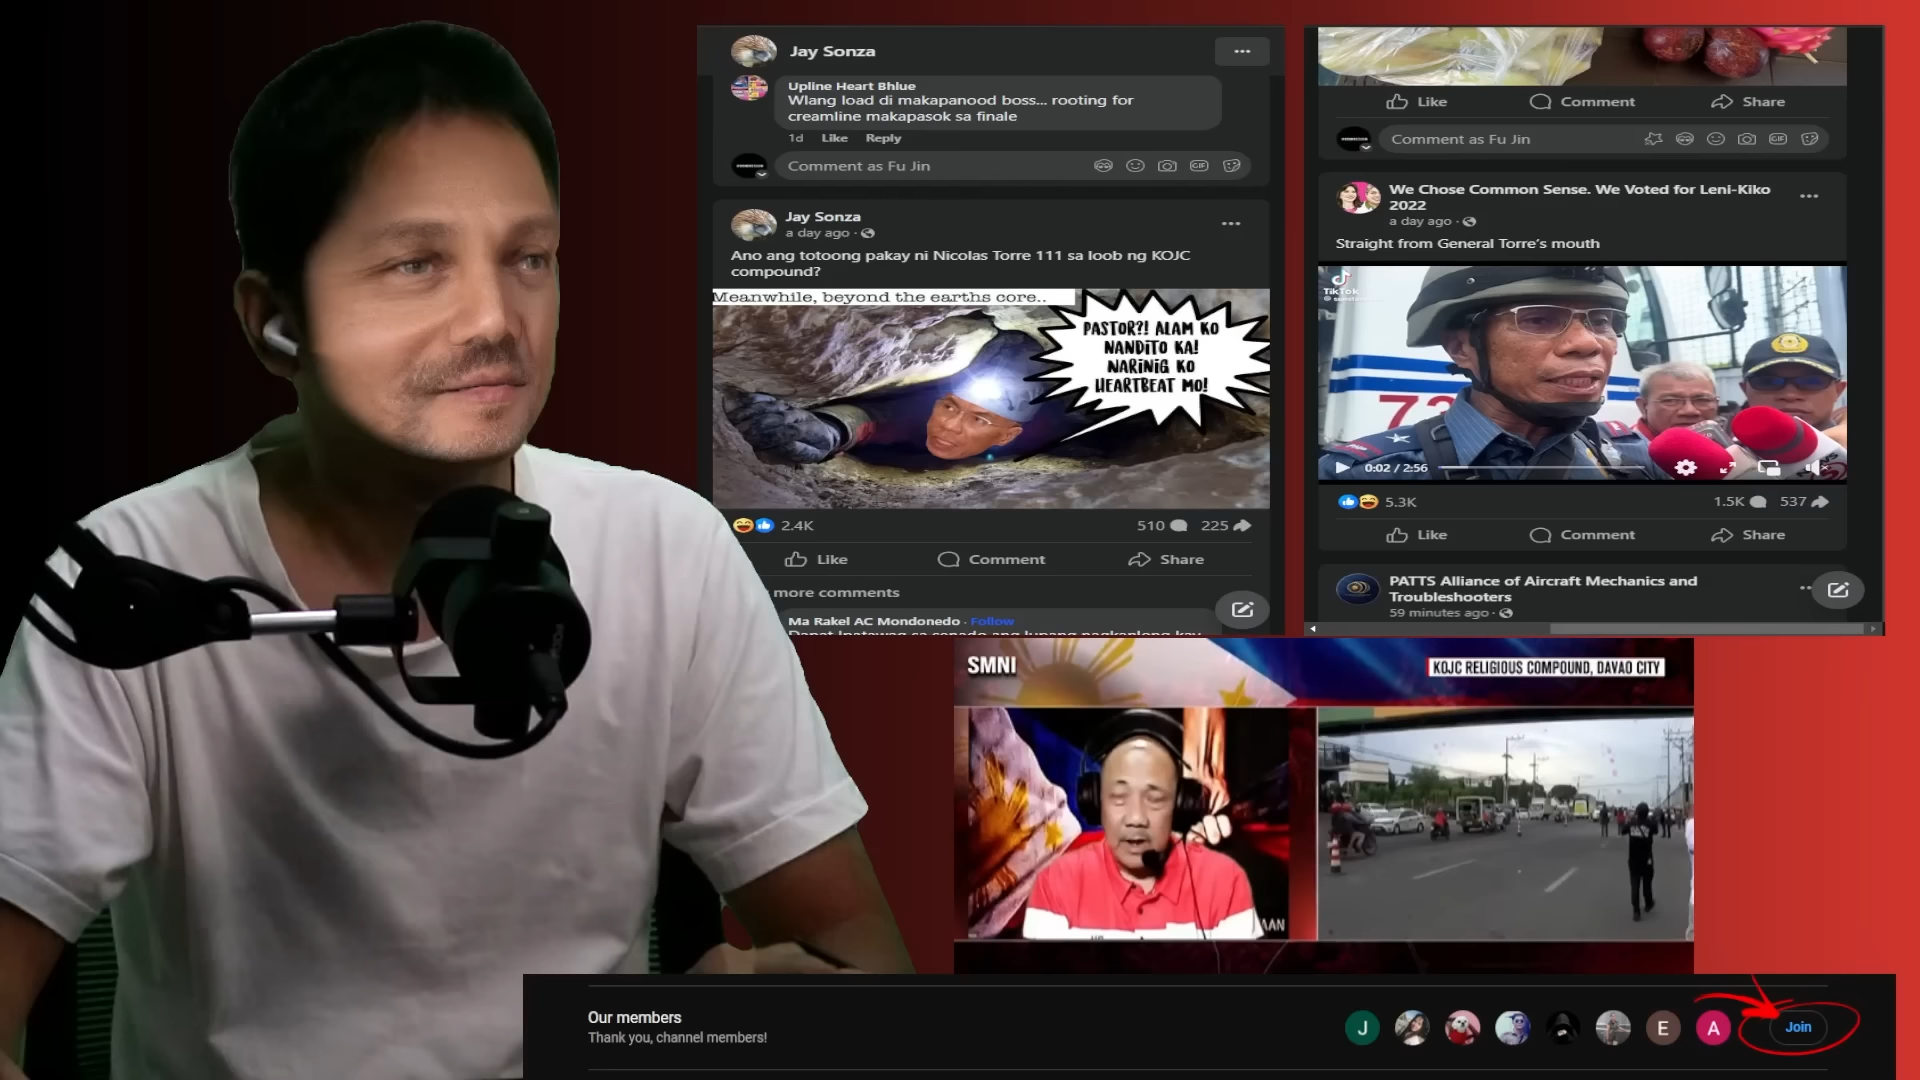 Jay Sonza
Upline Heart Bhlue
Wlang load di makapanood boss... rooting for
creamline makapasok sa finale
1d Like Reply
Comment as Fu Jin
GIF
Jay Sonza
a day ago ·
Ano ang totoong pakay ni Nicolas Torre 111 sa loob ng KOJC
compound?
Meanwhile, beyond the earths core..
PASTOR?! ALAM KO
NANDITO KA!
NARINIG KO
HEARTBEAT MO!
2.4K 510 225
Like Comment Share
more comments
Ma Rakel AC Mondonedo · Follow
Like Comment Share
Comment as Fu Jin
GIF
We Chose Common Sense. We Voted for Leni-Kiko
2022
a day ago ·
Straight from General Torre's mouth
TikTok
73
0:02 / 2:56
5.3K 1.5K 537
Like Comment Share
PATTS Alliance of Aircraft Mechanics and
Troubleshooters
59 minutes ago ·
SMNI
KOJC RELIGIOUS COMPOUND, DAVAO CITY
Our members
Thank you, channel members!
J
E
A
Join